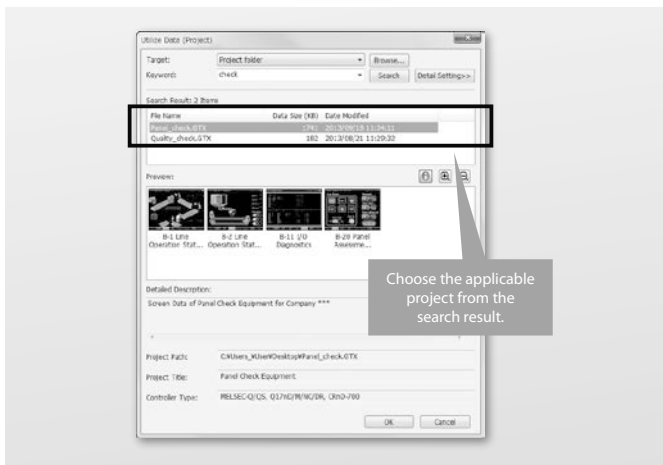 Utilize Data (Project)
Target: Project folder Browse...
Keyword: check Search Detail Setting>>
Search Result: 2 Items
File Name Data Size (KB) Date Modified
Panel_check.GTX 2013/09/18
Quality_check.GTX 182 2013/08/21 11:29:32
Preview:
B-1 Line
Operation Stat...
B-2 Line
Operation Stat...
B-11 I/O
Diagnostics
B-20 Panel
Assessme...
Choose the applicable
project from the
search result.
Detailed Description:
Screen Data of Panel Check Equipment for Company ***
Project Path: C:¥Users_¥User¥Desktop¥Panel_check.GTX
Project Title: Panel Check Equipment
Controller Type: MELSEC-Q/QS, Q17nD/M/NC/DR, CRnD-700
OK Cancel